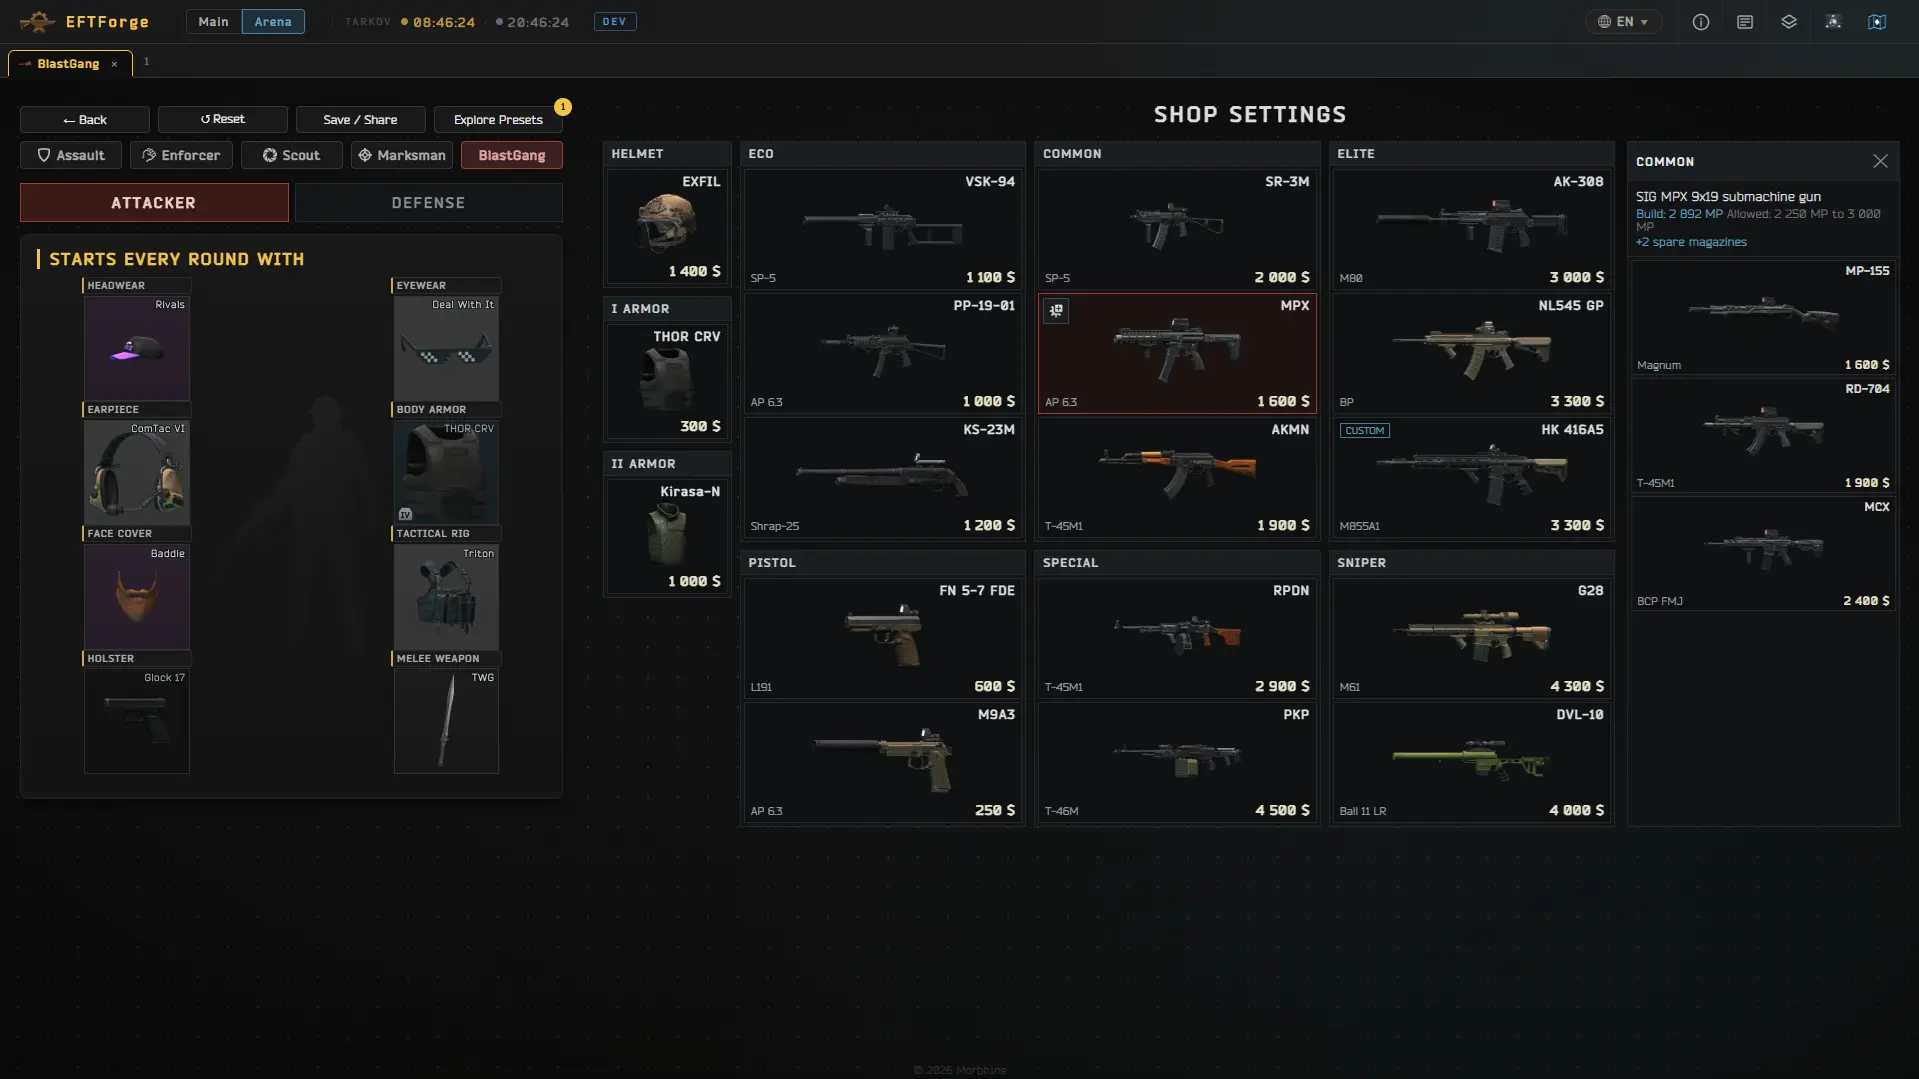 EFTForge
Main
Arena
TARKOV
08:46:24
20:46:24
DEV
EN
BlastGang ×
1
← Back
↺ Reset
Save / Share
Explore Presets
1
Assault
Enforcer
Scout
Marksman
BlastGang
ATTACKER
DEFENSE
STARTS EVERY ROUND WITH
HEADWEAR
Rivals
EYEWEAR
Deal With It
EARPIECE
ComTac VI
BODY ARMOR
THOR CRV
IV
FACE COVER
Baddie
TACTICAL RIG
Triton
HOLSTER
Glock 17
MELEE WEAPON
TWG
SHOP SETTINGS
HELMET
EXFIL
1 400 $
I ARMOR
THOR CRV
300 $
II ARMOR
Kirasa-N
1 000 $
ECO
VSK-94
SP-5
1 100 $
PP-19-01
AP 6.3
1 000 $
KS-23M
Shrap-25
1 200 $
COMMON
SR-3M
SP-5
2 000 $
MPX
AP 6.3
1 600 $
AKMN
T-45M1
1 900 $
ELITE
AK-308
M80
3 000 $
NL545 GP
BP
3 300 $
CUSTOM
HK 416A5
M855A1
3 300 $
PISTOL
FN 5-7 FDE
L191
600 $
M9A3
AP 6.3
250 $
SPECIAL
RPDN
T-45M1
2 900 $
PKP
T-46M
4 500 $
SNIPER
G28
M61
4 300 $
DVL-10
Ball 11 LR
4 000 $
COMMON
SIG MPX 9x19 submachine gun
Build: 2 892 MP Allowed: 2 250 MP to 3 000
MP
+2 spare magazines
MP-155
Magnum
1 600 $
RD-704
T-45M1
1 900 $
MCX
BCP FMJ
2 400 $
© 2026 Morphine